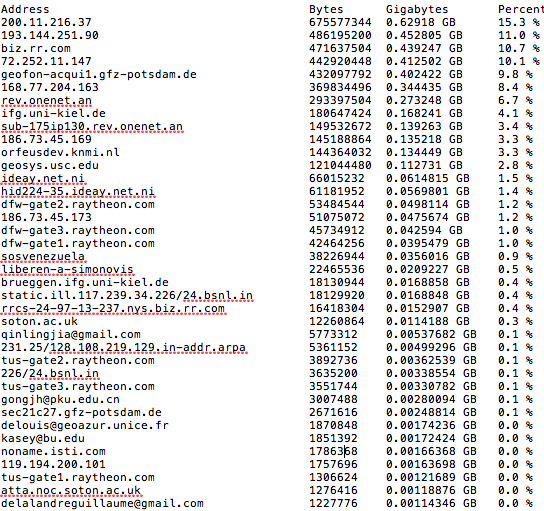 Address Bytes Gigabytes Percent
200.11.216.37 675577344 0.62918 GB 15.3 %
193.144.251.90 486195200 0.452805 GB 11.0 %
biz.rr.com 471637504 0.439247 GB 10.7 %
72.252.11.147 442920448 0.412502 GB 10.1 %
geofon-acqui1.gfz-potsdam.de 432097792 0.402422 GB 9.8 %
168.77.204.163 369834496 0.344435 GB 8.4 %
rev.onenet.an 293397504 0.273248 GB 6.7 %
ifg.uni-kiel.de 180647424 0.168241 GB 4.1 %
sub-175ip130.rev.onenet.an 149532672 0.139263 GB 3.4 %
186.73.45.169 145188864 0.135218 GB 3.3 %
orfeusdev.knmi.nl 144364032 0.134449 GB 3.3 %
geosys.usc.edu 121044480 0.112731 GB 2.8 %
ideay.net.ni 66015232 0.0614815 GB 1.5 %
hid224-35.ideay.net.ni 61181952 0.0569801 GB 1.4 %
dfw-gate2.raytheon.com 53484544 0.0498114 GB 1.2 %
186.73.45.173 51075072 0.0475674 GB 1.2 %
dfw-gate3.raytheon.com 45734912 0.042594 GB 1.0 %
dfw-gate1.raytheon.com 42464256 0.0395479 GB 1.0 %
sosvenezuela 38226944 0.0356016 GB 0.9 %
liberen-a-simonovis 22465536 0.0209227 GB 0.5 %
brueggen.ifg.uni-kiel.de 18130944 0.0168858 GB 0.4 %
static.ill.117.239.34.226/24.bsnl.in 18129920 0.0168848 GB 0.4 %
rrcs-24-97-13-237.nys.biz.rr.com 16418304 0.0152907 GB 0.4 %
soton.ac.uk 12260864 0.0114188 GB 0.3 %
qinlingjia@gmail.com 5773312 0.00537682 GB 0.1 %
231.25/128.108.219.129.in-addr.arpa 5361152 0.00499296 GB 0.1 %
tus-gate2.raytheon.com 3892736 0.00362539 GB 0.1 %
226/24.bsnl.in 3635200 0.00338554 GB 0.1 %
tus-gate3.raytheon.com 3551744 0.00330782 GB 0.1 %
gongjh@pku.edu.cn 3007488 0.00280094 GB 0.1 %
sec21c27.gfz-potsdam.de 2671616 0.00248814 GB 0.1 %
delouis@geoazur.unice.fr 1870848 0.00174236 GB 0.0 %
kasey@bu.edu 1851392 0.00172424 GB 0.0 %
noname.isti.com 1786368 0.00166368 GB 0.0 %
119.194.200.101 1757696 0.00163698 GB 0.0 %
tus-gate1.raytheon.com 1306624 0.00121689 GB 0.0 %
atta.noc.soton.ac.uk 1276416 0.00118876 GB 0.0 %
delalandreguillaume@gmail.com 1227776 0.00114346 GB 0.0 %